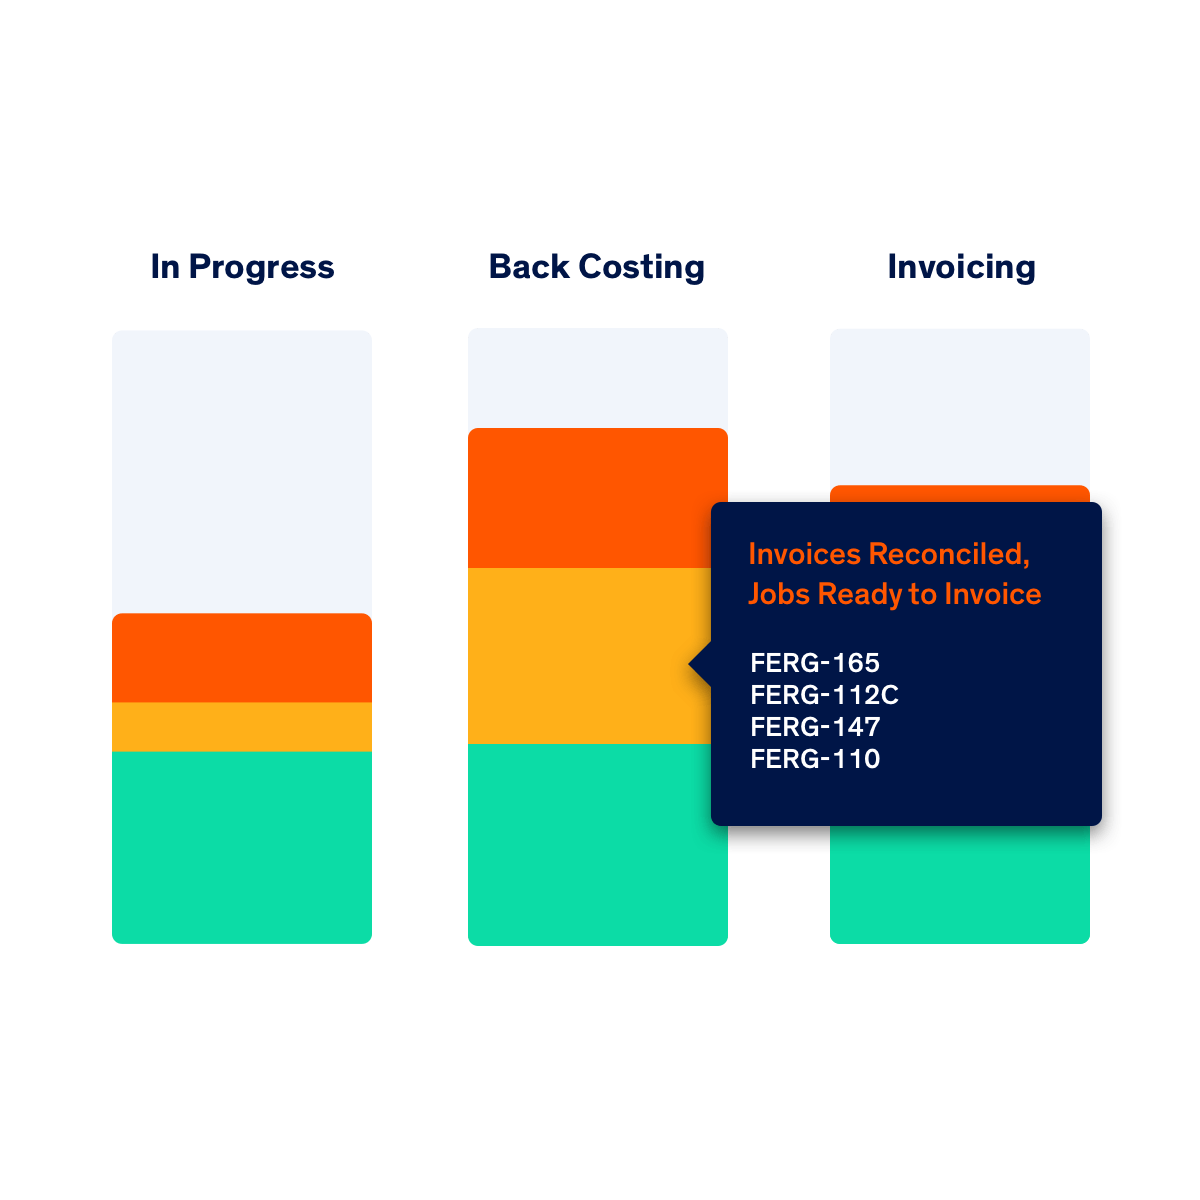 In Progress
Back Costing
Invoicing
Invoices Reconciled,
Jobs Ready to Invoice
FERG-165
FERG-112C
FERG-147
FERG-110